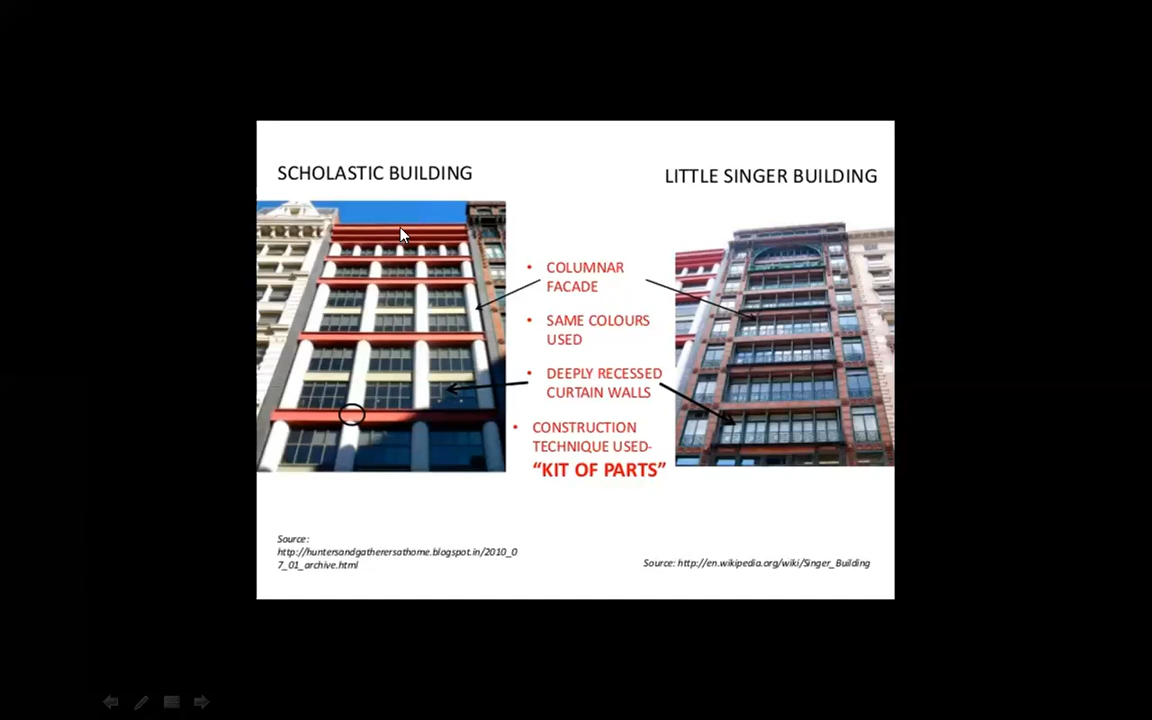 SCHOLASTIC BUILDING
LITTLE SINGER BUILDING
• COLUMNAR
FACADE
• SAME COLOURS
USED
• DEEPLY RECESSED
CURTAIN WALLS
• CONSTRUCTION
TECHNIQUE USED-
“KIT OF PARTS”
Source:
http://huntersandgatherersathome.blogspot.in/2010_0
7_01_archive.html
Source: http://en.wikipedia.org/wiki/Singer_Building